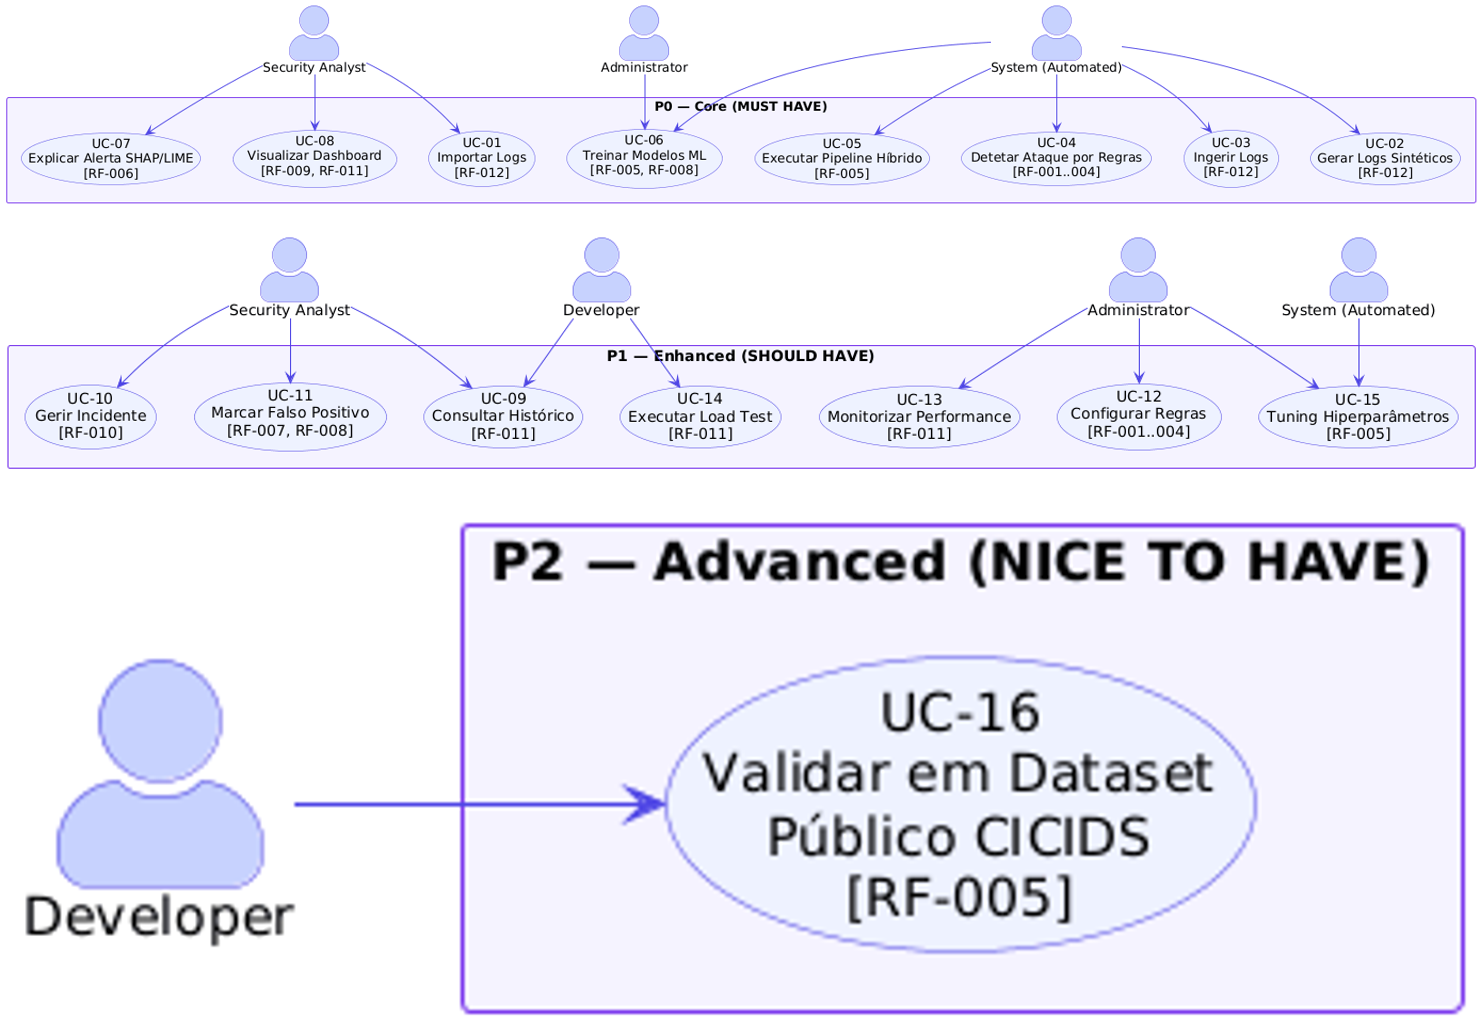 Security Analyst
Administrator
System (Automated)
P0 — Core (MUST HAVE)
UC-07
Explicar Alerta SHAP/LIME
[RF-006]
UC-08
Visualizar Dashboard
[RF-009, RF-011]
UC-01
Importar Logs
[RF-012]
UC-06
Treinar Modelos ML
[RF-005, RF-008]
UC-05
Executar Pipeline Híbrido
[RF-005]
UC-04
Detetar Ataque por Regras
[RF-001..004]
UC-03
Ingerir Logs
[RF-012]
UC-02
Gerar Logs Sintéticos
[RF-012]
Security Analyst
Developer
Administrator
System (Automated)
P1 — Enhanced (SHOULD HAVE)
UC-10
Gerir Incidente
[RF-010]
UC-11
Marcar Falso Positivo
[RF-007, RF-008]
UC-09
Consultar Histórico
[RF-011]
UC-14
Executar Load Test
[RF-011]
UC-13
Monitorizar Performance
[RF-011]
UC-12
Configurar Regras
[RF-001..004]
UC-15
Tuning Hiperparâmetros
[RF-005]
P2 — Advanced (NICE TO HAVE)
UC-16
Validar em Dataset
Público CICIDS
[RF-005]
Developer